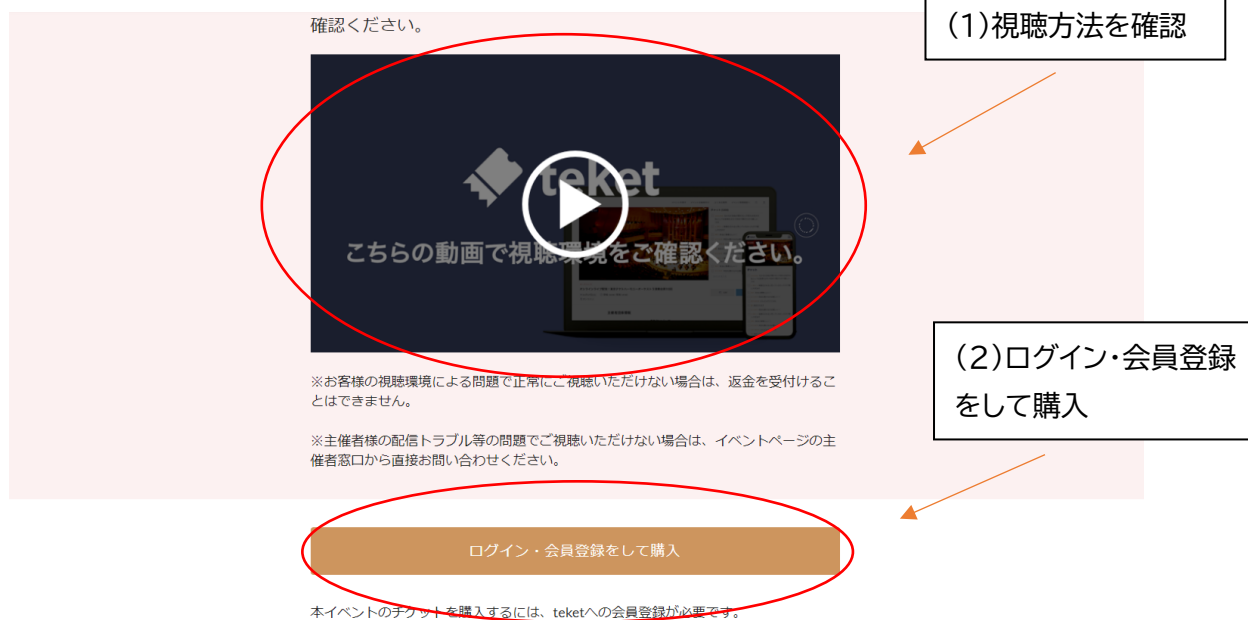 確認ください。
(1)視聴方法を確認
teket
こちらの動画で視聴環境をご確認ください。
(2)ログイン・会員登録
をして購入
※お客様の視聴環境による問題で正常にご視聴いただけない場合は、返金を受付けるこ
とはできません。
※主催者様の配信トラブル等の問題でご視聴いただけない場合は、イベントページの主
催者窓口から直接お問い合わせください。
ログイン・会員登録をして購入
本イベントのチケットを購入するには、teketへの会員登録が必要です。